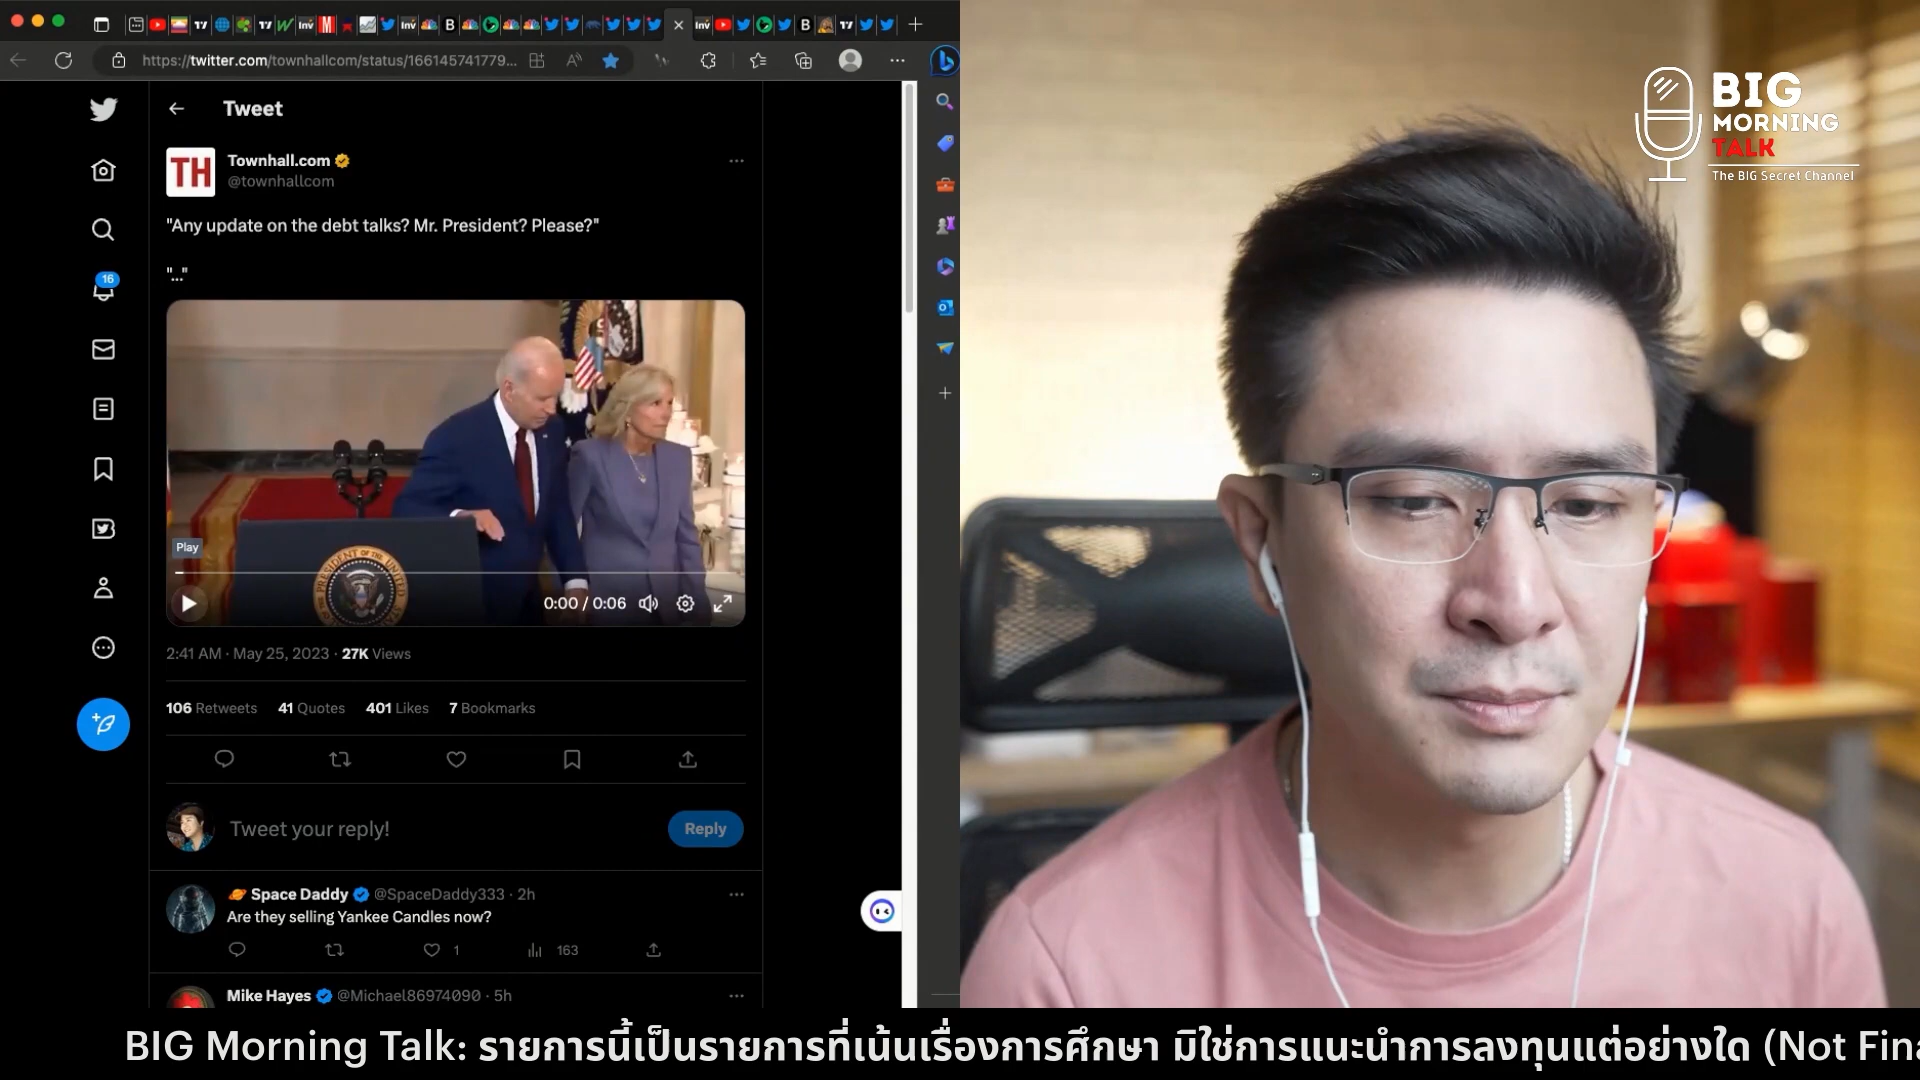 https://twitter.com/townhallcom/status/166145741779...
Tweet
TH
Townhall.com
@townhallcom
"Any update on the debt talks? Mr. President? Please?"
"..."
16
Play
0:00 / 0:06
2:41 AM · May 25, 2023 · 27K Views
106 Retweets 41 Quotes 401 Likes 7 Bookmarks
Tweet your reply!
Reply
Space Daddy @SpaceDaddy333 · 2h
Are they selling Yankee Candles now?
1 163
Mike Hayes @Michael86974090 · 5h
BIG
MORNING
TALK
The BIG Secret Channel
BIG Morning Talk: รายการนี้เป็นรายการที่เน้นเรื่องการศึกษา มิใช่การแนะนำการลงทุนแต่อย่างใด (Not Fina